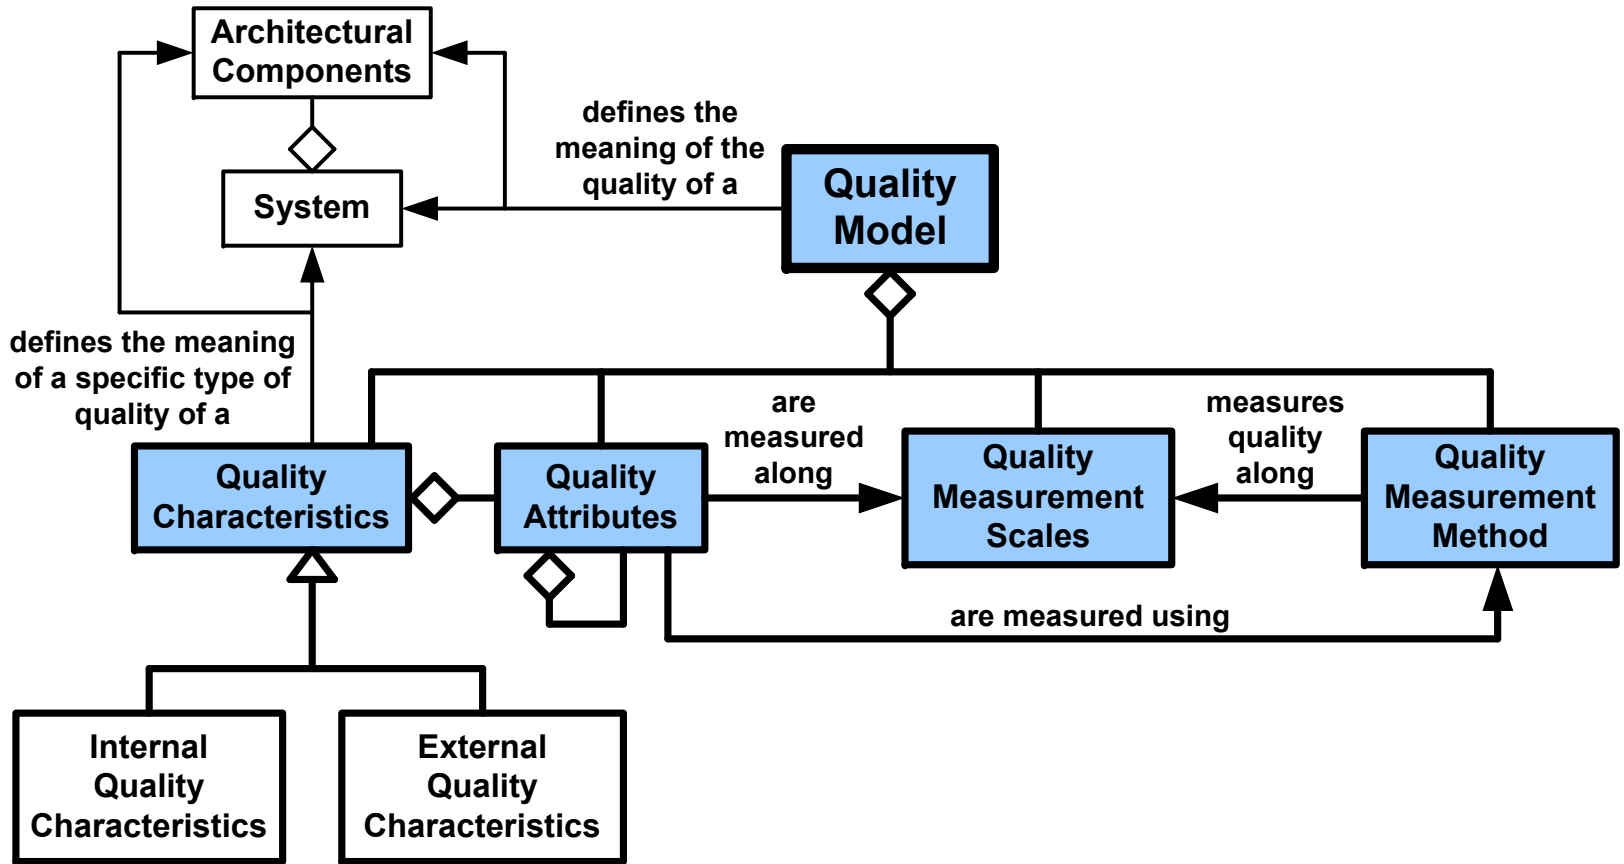 Architectural
Components
defines the
meaning of the
quality of a
Quality
Model
System
defines the meaning
of a specific type of
quality of a
are
measured
along
measures
quality
along
Quality
Characteristics
Quality
Attributes
Quality
Measurement
Scales
Quality
Measurement
Method
are measured using
Internal
Quality
Characteristics
External
Quality
Characteristics